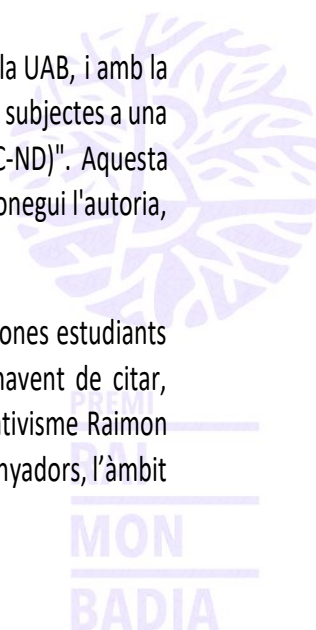 la UAB, i amb la
subjectes a una
C-ND)". Aquesta
onegui l'autoria,
ones estudiants
navent de citar,
PREMI
ativisme Raimon
RAI
nyadors, l'àmbit
MON
BADIA